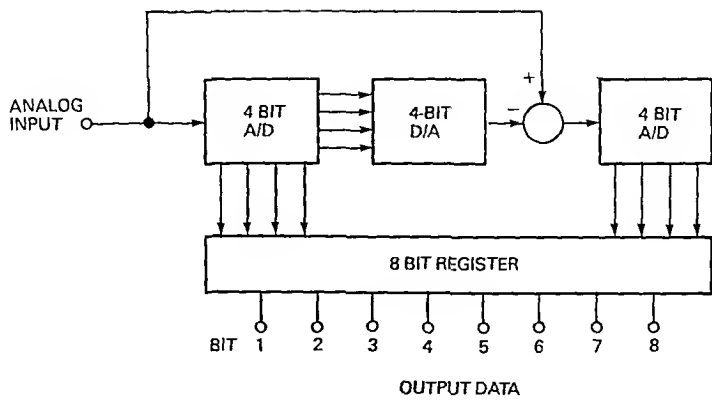 ANALOG
INPUT
4 BIT
A/D
4-BIT
D/A
4 BIT
A/D
+
−
8 BIT REGISTER
BIT 1 2 3 4 5 6 7 8
OUTPUT DATA